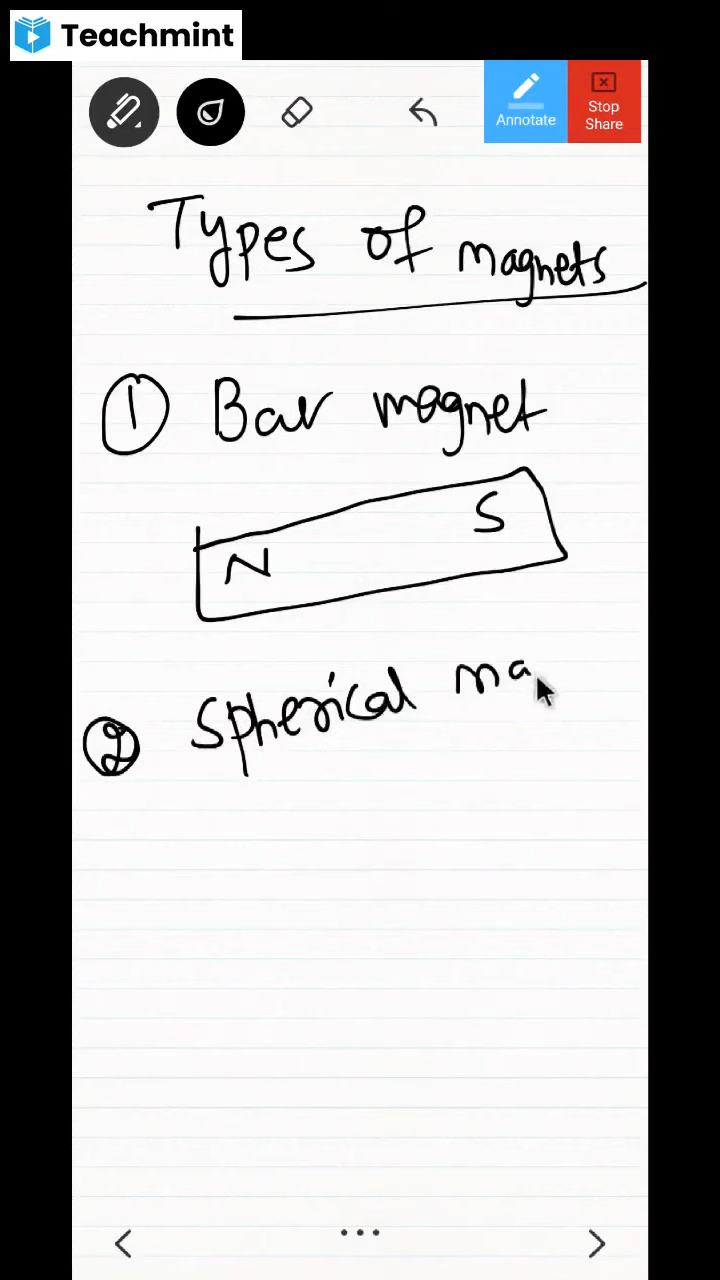 Teachmint
Annotate
Stop
Share
Types of magnets
① Bar magnet
N S
② Spherical ma